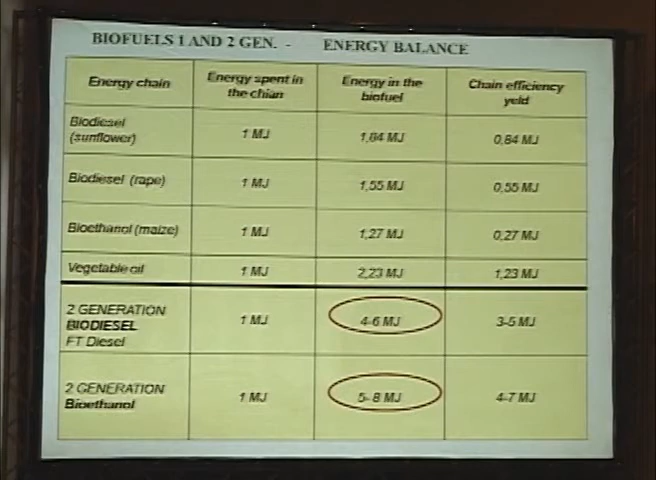 BIOFUELS 1 AND 2 GEN. - ENERGY BALANCE
Energy chain
Energy spent in
the chian
Energy in the
biofuel
Chain efficiency
yeld
Biodiesel
(sunflower)
1 MJ
1,84 MJ
0,84 MJ
Biodiesel (rape)
1 MJ
1,55 MJ
0,55 MJ
Bioethanol (maize)
1 MJ
1,27 MJ
0,27 MJ
Vegetable oil
1 MJ
2,23 MJ
1,23 MJ
2 GENERATION
BIODIESEL
FT Diesel
1 MJ
4-6 MJ
3-5 MJ
2 GENERATION
Bioethanol
1 MJ
5-8 MJ
4-7 MJ